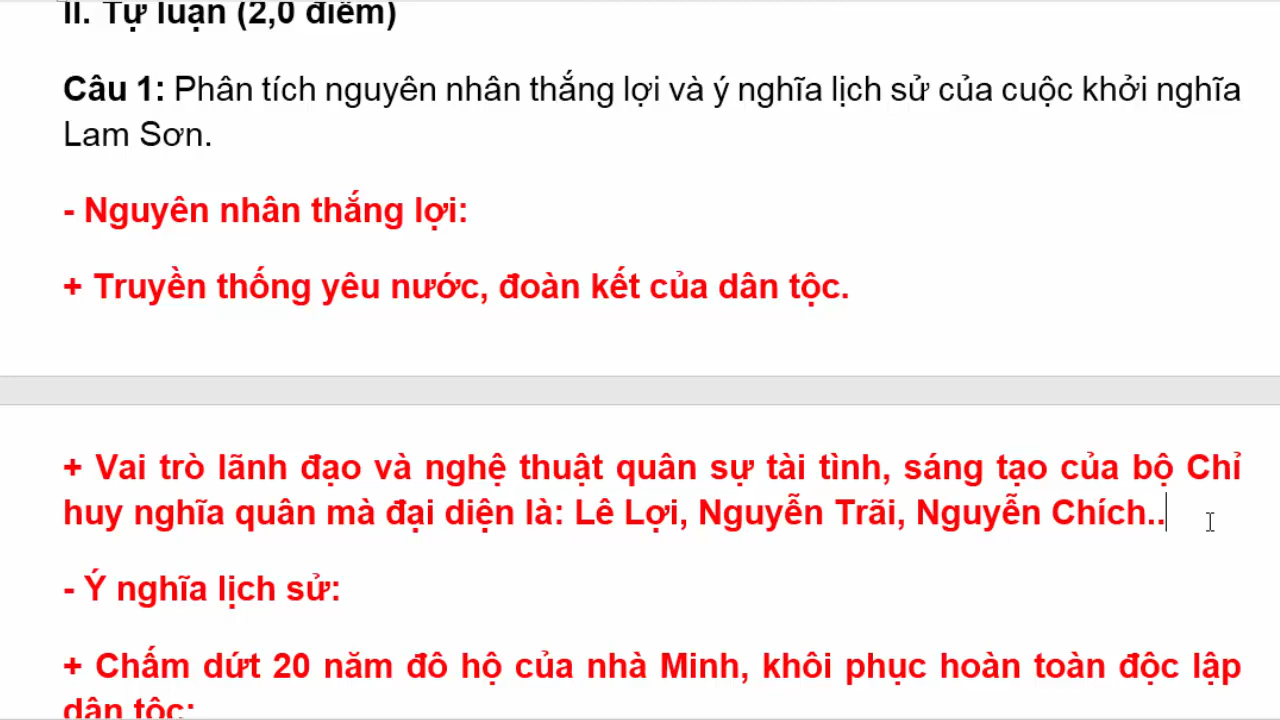 II. Tự luận (2,0 điểm)
Câu 1: Phân tích nguyên nhân thắng lợi và ý nghĩa lịch sử của cuộc khởi nghĩa
Lam Sơn.
- Nguyên nhân thắng lợi:
+ Truyền thống yêu nước, đoàn kết của dân tộc.
+ Vai trò lãnh đạo và nghệ thuật quân sự tài tình, sáng tạo của bộ Chỉ
huy nghĩa quân mà đại diện là: Lê Lợi, Nguyễn Trãi, Nguyễn Chích..
- Ý nghĩa lịch sử:
+ Chấm dứt 20 năm đô hộ của nhà Minh, khôi phục hoàn toàn độc lập
dân tộc;